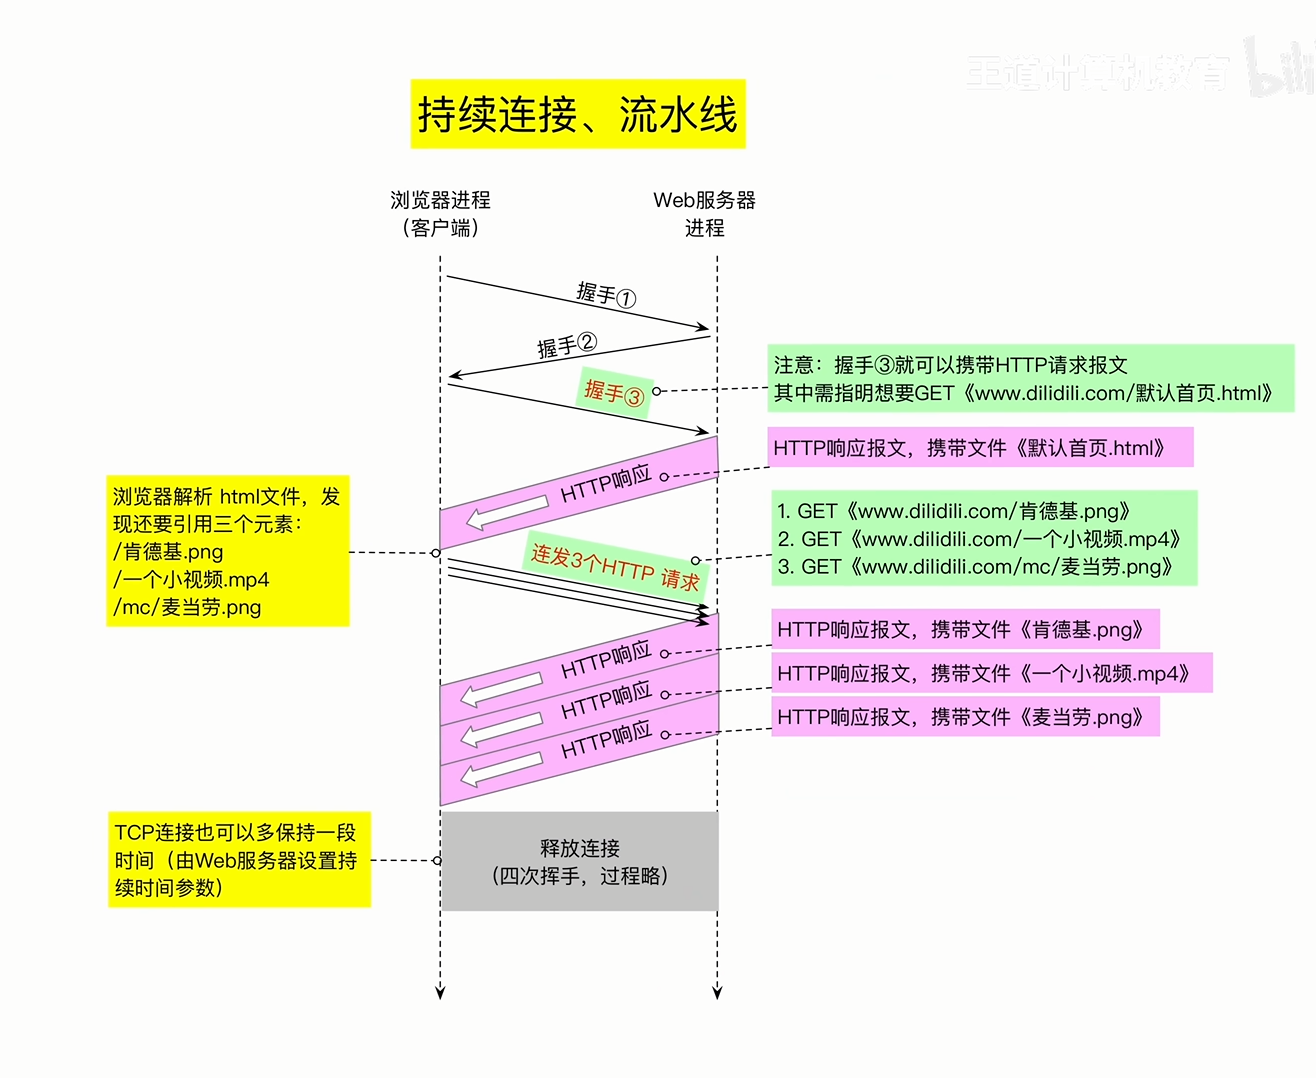 王道计算机教育 bili
持续连接、流水线
浏览器进程
（客户端）
Web服务器
进程
握手①
握手②
握手③
注意：握手③就可以携带HTTP请求报文
其中需指明想要GET《www.dilidili.com/默认首页.html》
HTTP响应报文，携带文件《默认首页.html》
HTTP响应
浏览器解析 html文件，发
现还要引用三个元素：
/肯德基.png
/一个小视频.mp4
/mc/麦当劳.png
连发3个HTTP 请求
1. GET《www.dilidili.com/肯德基.png》
2. GET《www.dilidili.com/一个小视频.mp4》
3. GET《www.dilidili.com/mc/麦当劳.png》
HTTP响应
HTTP响应报文，携带文件《肯德基.png》
HTTP响应
HTTP响应报文，携带文件《一个小视频.mp4》
HTTP响应
HTTP响应报文，携带文件《麦当劳.png》
TCP连接也可以多保持一段
时间（由Web服务器设置持
续时间参数）
释放连接
（四次挥手，过程略）